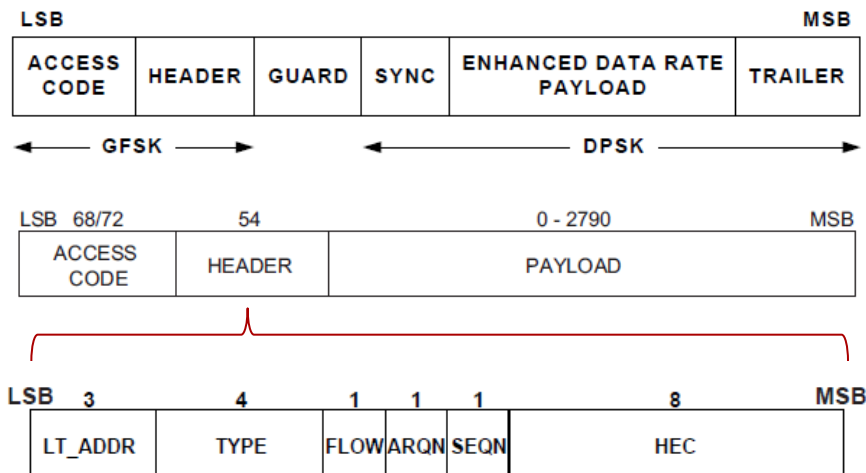 LSB MSB
ACCESS CODE HEADER GUARD SYNC ENHANCED DATA RATE PAYLOAD TRAILER
GFSK DPSK
LSB 68/72 54 0 - 2790 MSB
ACCESS CODE HEADER PAYLOAD
LSB 3 4 1 1 1 8 MSB
LT_ADDR TYPE FLOW ARQN SEQN HEC